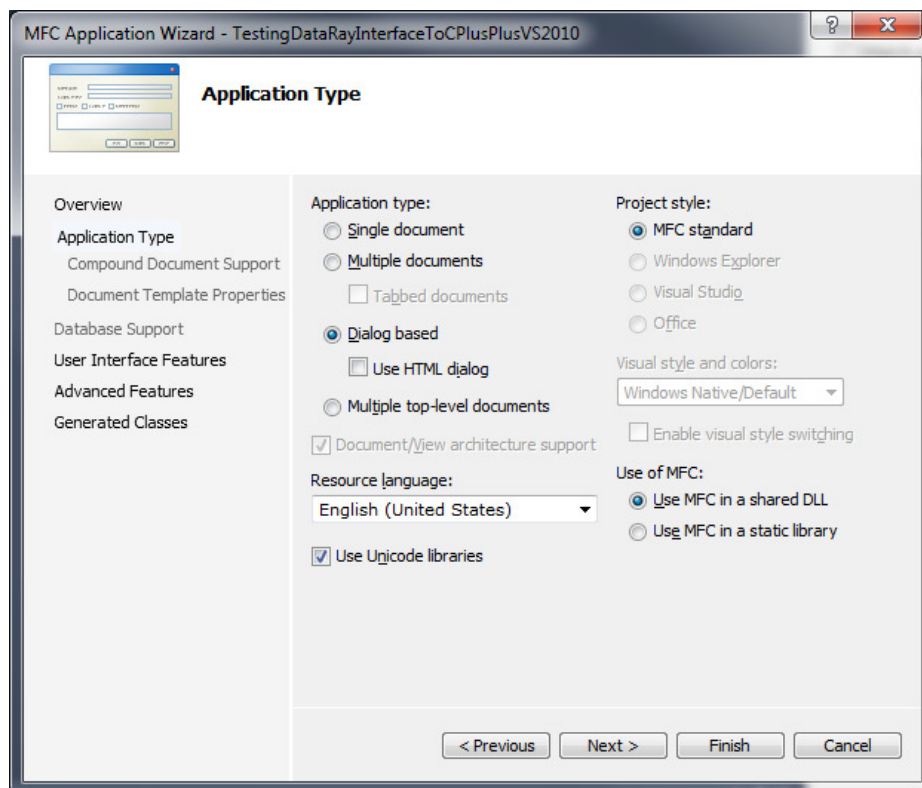 MFC Application Wizard - TestingDataRayInterfaceToCPlusPlusVS2010
Application Type
Overview
Application Type
Compound Document Support
Document Template Properties
Database Support
User Interface Features
Advanced Features
Generated Classes
Application type:
Single document
Multiple documents
Tabbed documents
Dialog based
Use HTML dialog
Multiple top-level documents
Document/View architecture support
Resource language:
English (United States)
Use Unicode libraries
Project style:
MFC standard
Windows Explorer
Visual Studio
Office
Visual style and colors:
Windows Native/Default
Enable visual style switching
Use of MFC:
Use MFC in a shared DLL
Use MFC in a static library
< Previous
Next >
Finish
Cancel